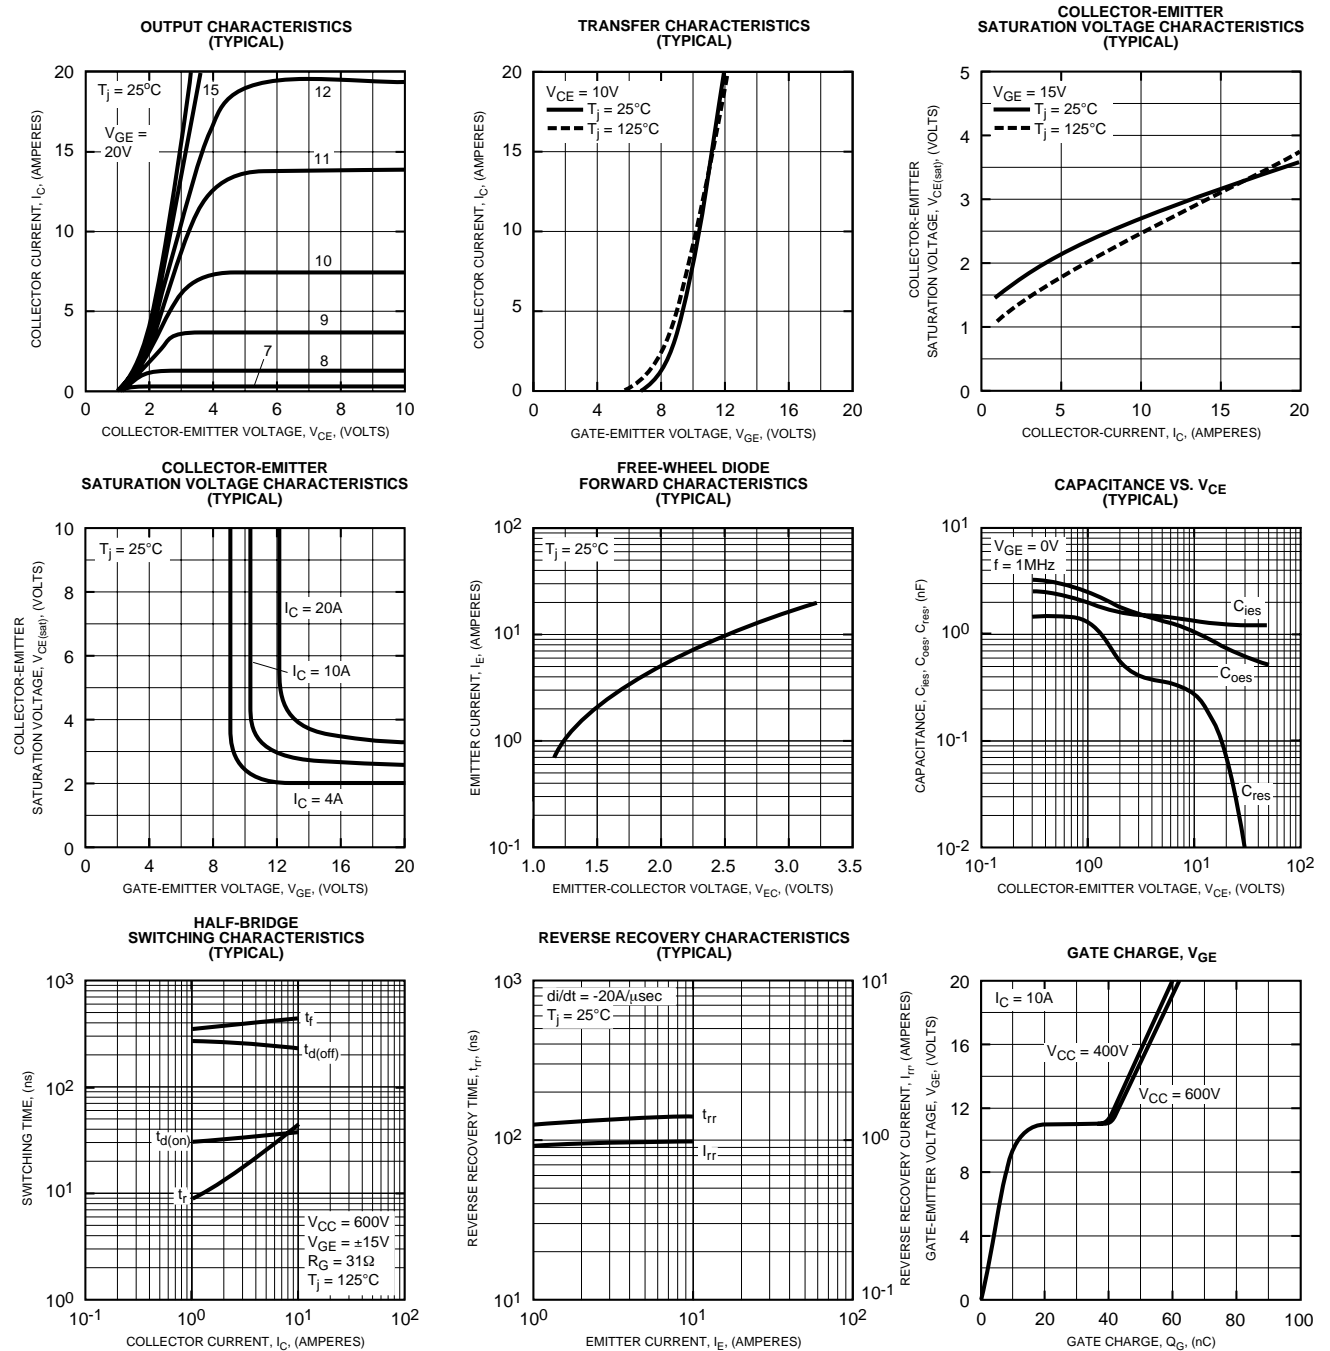 OUTPUT CHARACTERISTICS
(TYPICAL)
COLLECTOR CURRENT, IC, (AMPERES)
20
15
10
5
0
Tj = 25°C
VGE =
20V
15
12
11
10
9
8
7
0 2 4 6 8 10
COLLECTOR-EMITTER VOLTAGE, VCE, (VOLTS)
TRANSFER CHARACTERISTICS
(TYPICAL)
COLLECTOR CURRENT, IC, (AMPERES)
20
15
10
5
0
VCE = 10V
Tj = 25°C
Tj = 125°C
0 4 8 12 16 20
GATE-EMITTER VOLTAGE, VGE, (VOLTS)
COLLECTOR-EMITTER
SATURATION VOLTAGE CHARACTERISTICS
(TYPICAL)
COLLECTOR-EMITTER
SATURATION VOLTAGE, VCE(sat), (VOLTS)
5
4
3
2
1
0
VGE = 15V
Tj = 25°C
Tj = 125°C
0 5 10 15 20
COLLECTOR-CURRENT, IC, (AMPERES)
COLLECTOR-EMITTER
SATURATION VOLTAGE CHARACTERISTICS
(TYPICAL)
COLLECTOR-EMITTER
SATURATION VOLTAGE, VCE(sat), (VOLTS)
10
8
6
4
2
0
Tj = 25°C
IC = 20A
IC = 10A
IC = 4A
0 4 8 12 16 20
GATE-EMITTER VOLTAGE, VGE, (VOLTS)
FREE-WHEEL DIODE
FORWARD CHARACTERISTICS
(TYPICAL)
EMITTER CURRENT, IE, (AMPERES)
10²
10¹
10⁰
10⁻¹
Tj = 25°C
1.0 1.5 2.0 2.5 3.0 3.5
EMITTER-COLLECTOR VOLTAGE, VEC, (VOLTS)
CAPACITANCE VS. VCE
(TYPICAL)
CAPACITANCE, Cies, Coes, Cres, (nF)
10¹
10⁰
10⁻¹
10⁻²
VGE = 0V
f = 1MHz
Cies
Coes
Cres
10⁻¹ 10⁰ 10¹ 10²
COLLECTOR-EMITTER VOLTAGE, VCE, (VOLTS)
HALF-BRIDGE
SWITCHING CHARACTERISTICS
(TYPICAL)
SWITCHING TIME, (ns)
10³
10²
10¹
10⁰
tf
td(off)
td(on)
tr
VCC = 600V
VGE = ±15V
RG = 31Ω
Tj = 125°C
10⁻¹ 10⁰ 10¹ 10²
COLLECTOR CURRENT, IC, (AMPERES)
REVERSE RECOVERY CHARACTERISTICS
(TYPICAL)
REVERSE RECOVERY TIME, trr, (ns)
10³
10²
10¹
di/dt = -20A/μsec
Tj = 25°C
trr
Irr
10⁰ 10¹ 10²
EMITTER CURRENT, IE, (AMPERES)
10¹
10⁰
10⁻¹
REVERSE RECOVERY CURRENT, Irr, (AMPERES)
GATE CHARGE, VGE
GATE-EMITTER VOLTAGE, VGE, (VOLTS)
20
16
12
8
4
0
IC = 10A
VCC = 400V
VCC = 600V
0 20 40 60 80 100
GATE CHARGE, QG, (nC)